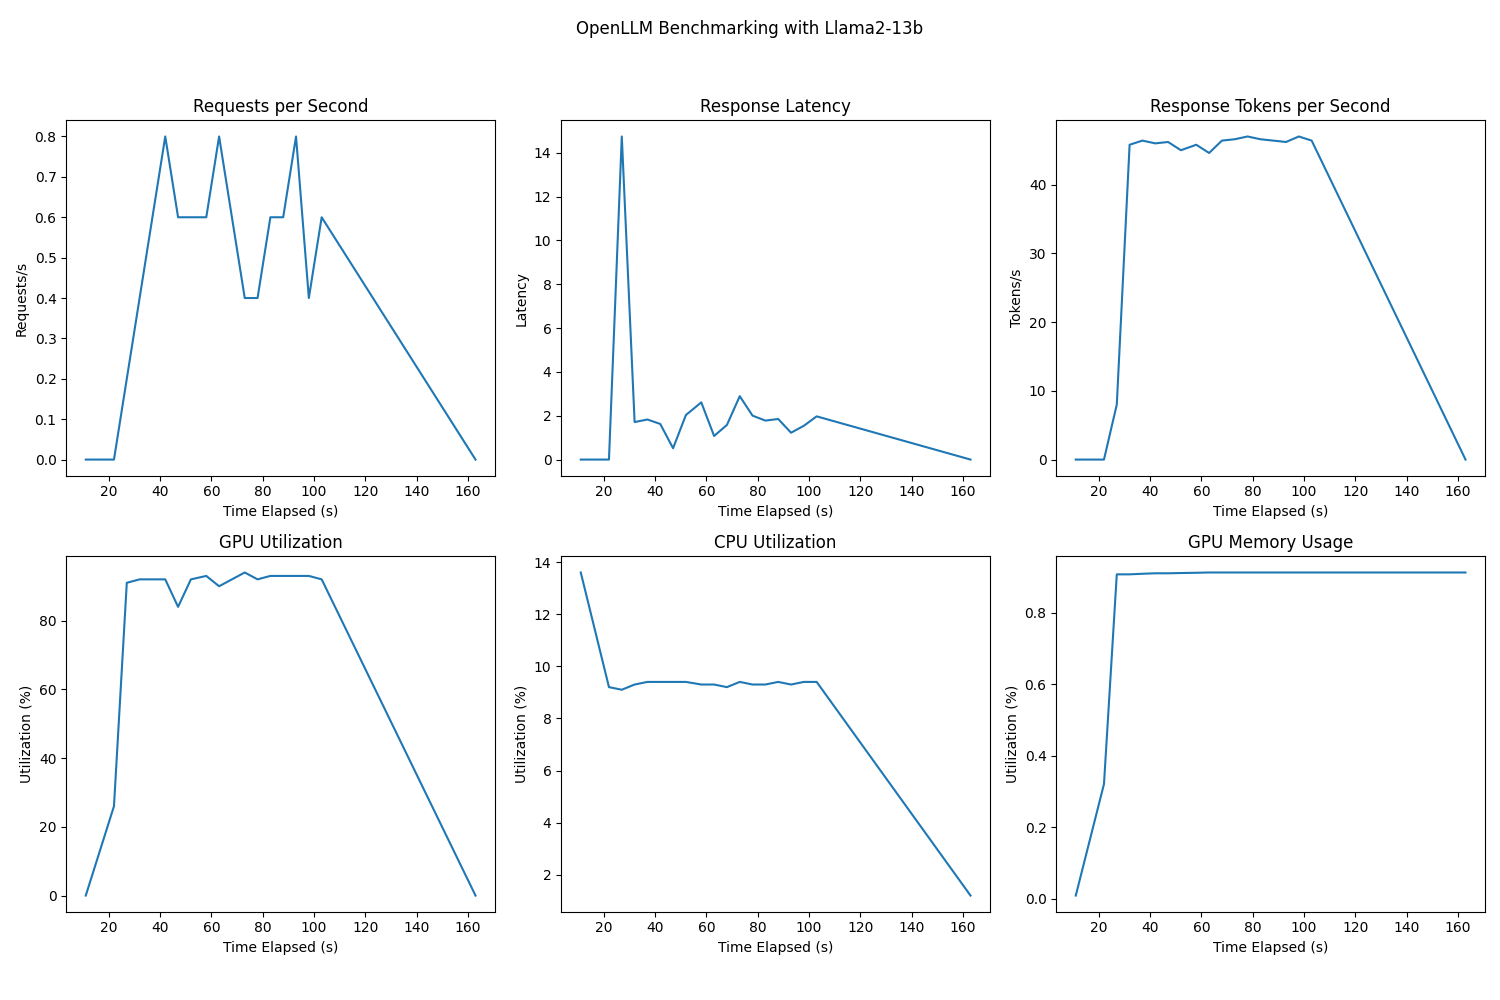 OpenLLM Benchmarking with Llama2-13b
Requests per Second
Requests/s
0.8
0.7
0.6
0.5
0.4
0.3
0.2
0.1
0.0
20 40 60 80 100 120 140 160
Time Elapsed (s)
Response Latency
Latency
14
12
10
8
6
4
2
0
20 40 60 80 100 120 140 160
Time Elapsed (s)
Response Tokens per Second
Tokens/s
40
30
20
10
0
20 40 60 80 100 120 140 160
Time Elapsed (s)
GPU Utilization
Utilization (%)
80
60
40
20
0
20 40 60 80 100 120 140 160
Time Elapsed (s)
CPU Utilization
Utilization (%)
14
12
10
8
6
4
2
20 40 60 80 100 120 140 160
Time Elapsed (s)
GPU Memory Usage
Utilization (%)
0.8
0.6
0.4
0.2
0.0
20 40 60 80 100 120 140 160
Time Elapsed (s)